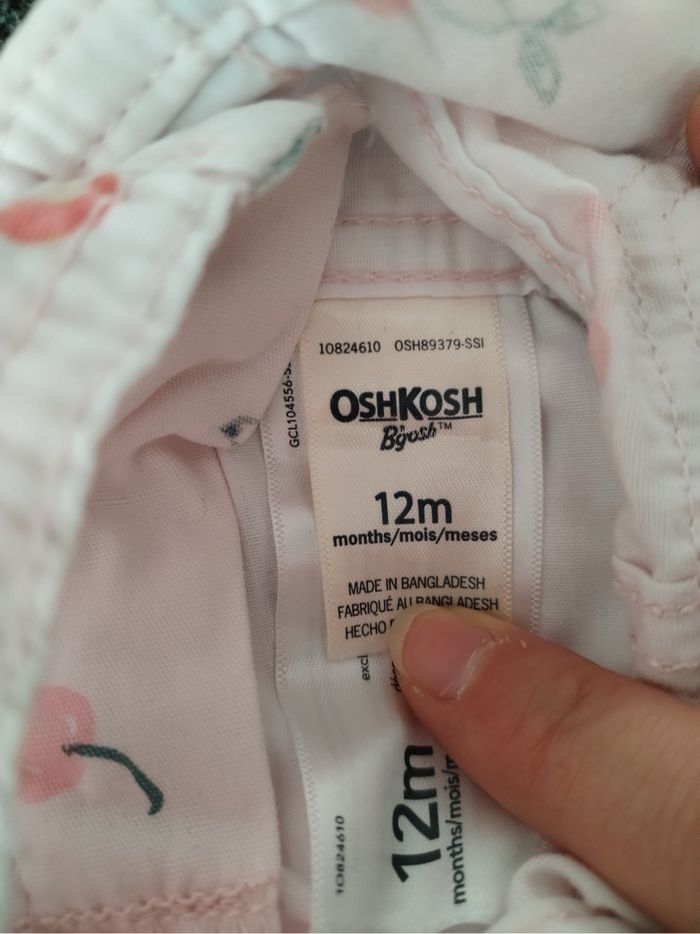 10824610 OSH89379-SSI
OSHKOSH
B'gosh™
12m
months/mois/meses
MADE IN BANGLADESH
FABRIQUÉ AU BANGLADESH
HECHO
10824610
12m
months/mois/